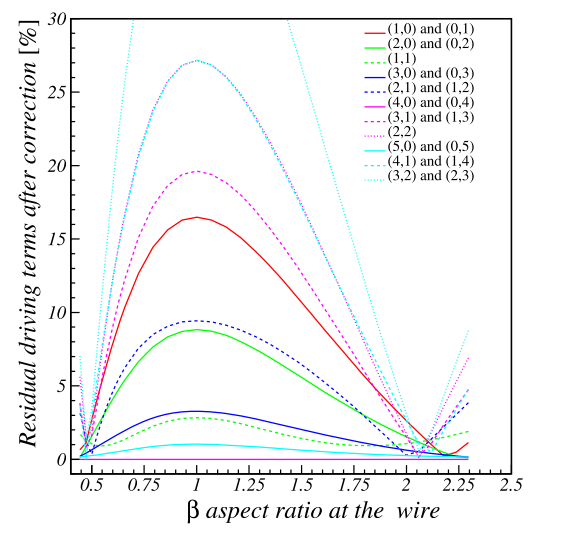 30
25
20
15
10
5
0
Residual driving terms after correction [%]
(1,0) and (0,1)
(2,0) and (0,2)
(1,1)
(3,0) and (0,3)
(2,1) and (1,2)
(4,0) and (0,4)
(3,1) and (1,3)
(2,2)
(5,0) and (0,5)
(4,1) and (1,4)
(3,2) and (2,3)
0.5 0.75 1 1.25 1.5 1.75 2 2.25 2.5
β aspect ratio at the wire